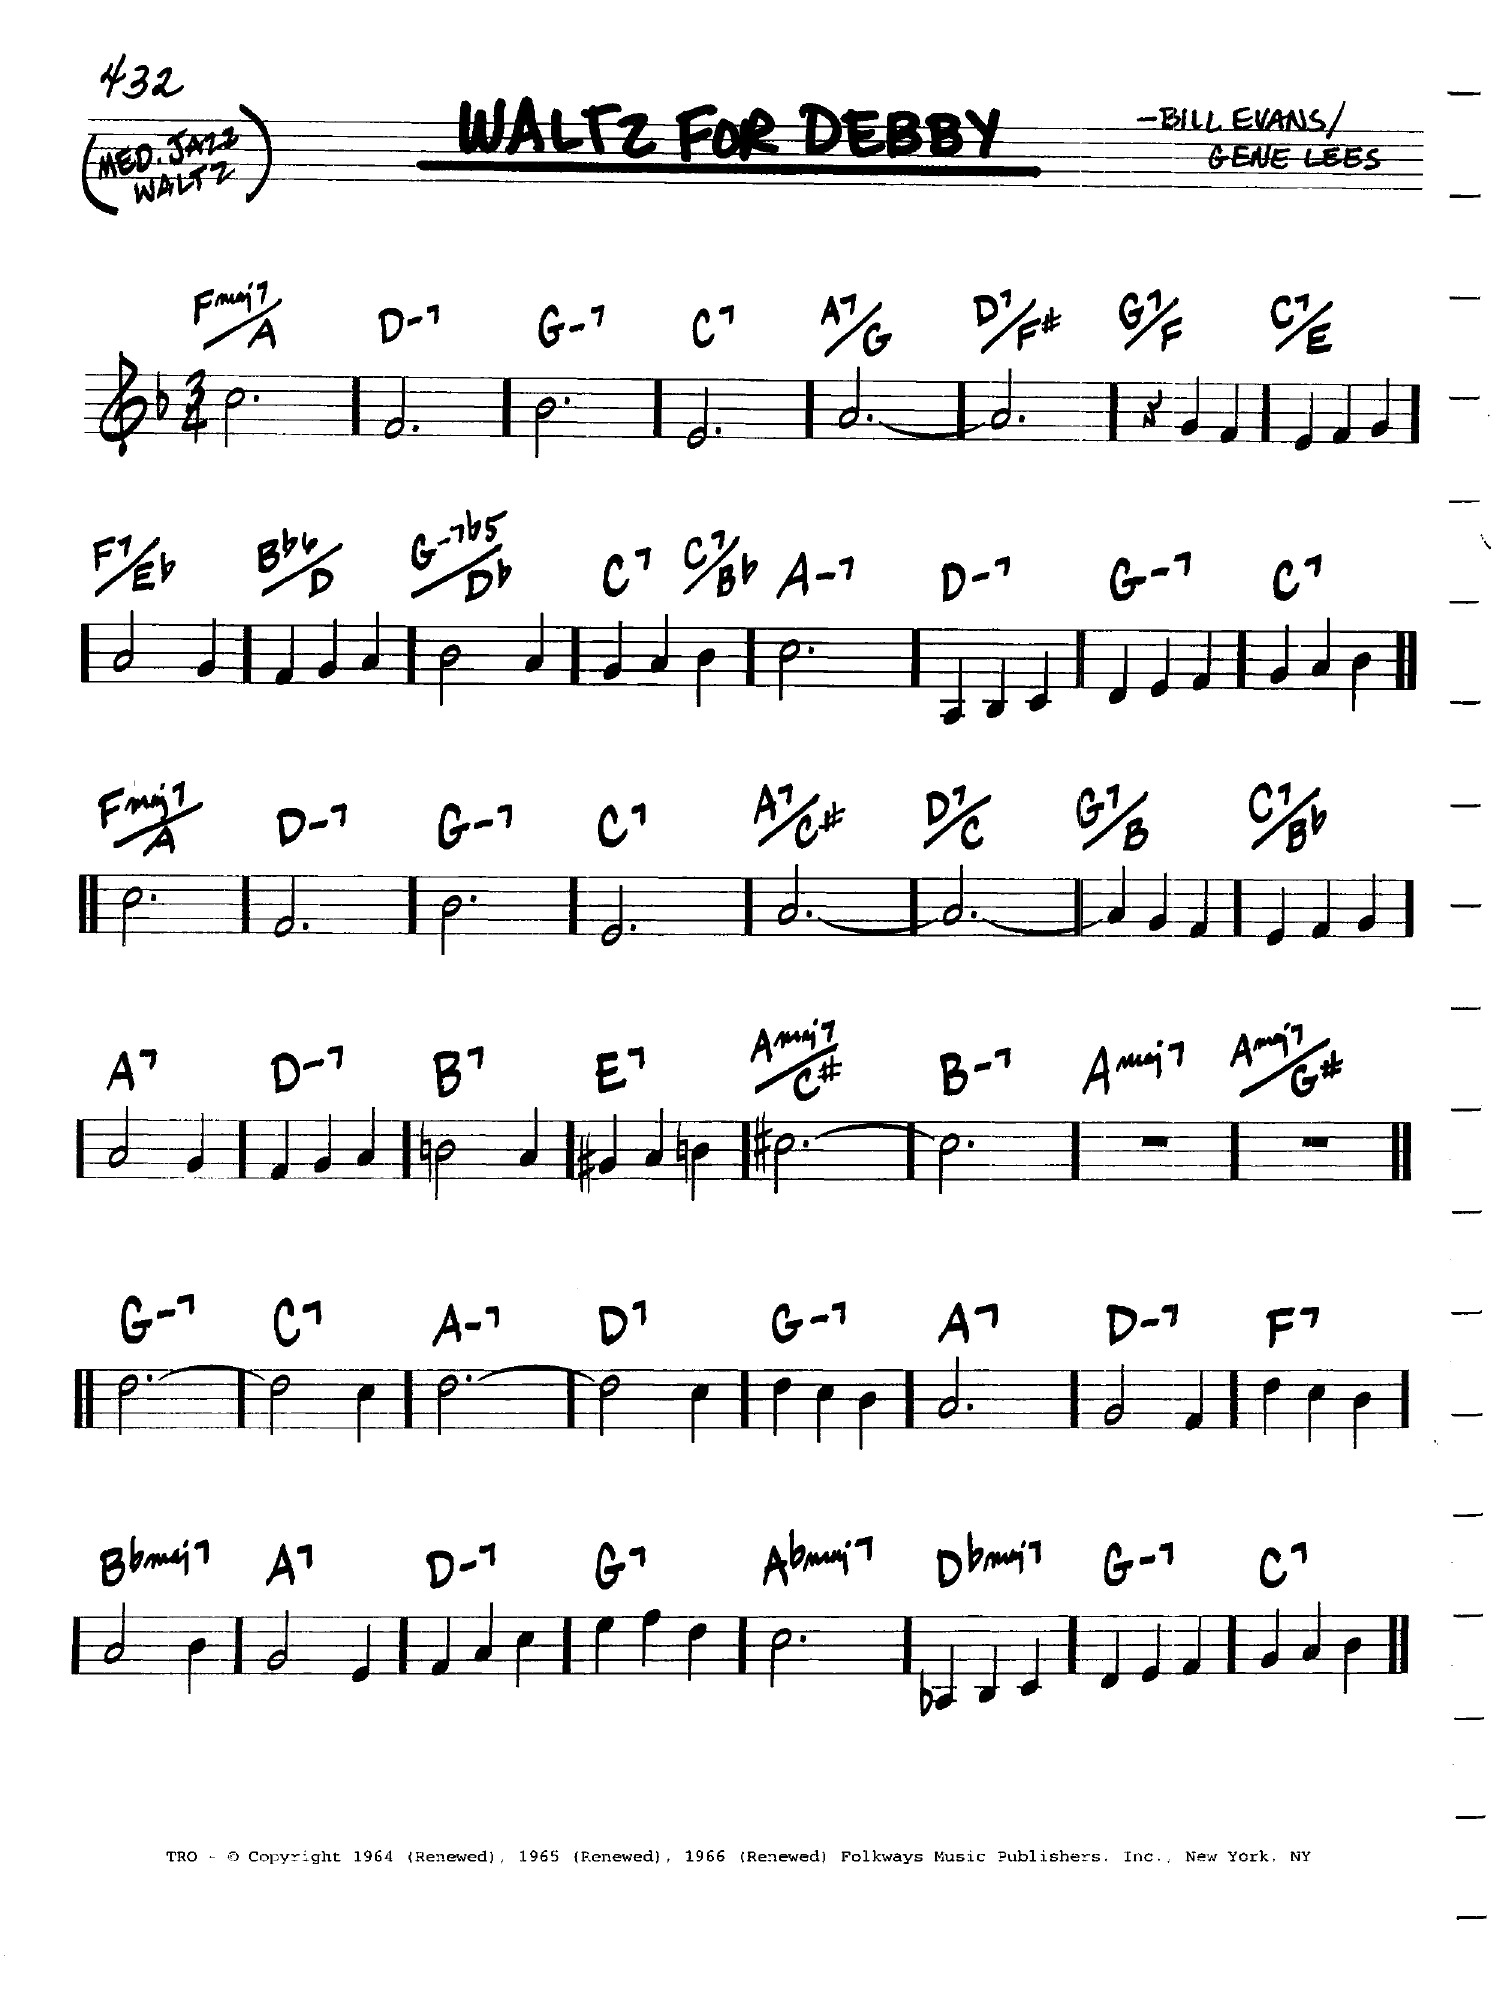 432
(MED. JAZZ WALTZ)
WALTZ FOR DEBBY
–BILL EVANS/
GENE LEES
Fmaj7/A D-7 G-7 C7 A7/G D7/F# G7/F C7/E
3/4
F7/Eb Bb6/D G-7b5/Db C7 C7/Bb A-7 D-7 G-7 C7
Fmaj7/A D-7 G-7 C7 A7/C# D7/C G7/B C7/Bb
A7 D-7 B7 E7 Amaj7/C# B-7 Amaj7 Amaj7/G#
G-7 C7 A-7 D7 G-7 A7 D-7 F7
Bbmaj7 A7 D-7 G7 Abmaj7 Dbmaj7 G-7 C7
TRO - © Copyright 1964 (Renewed), 1965 (Renewed), 1966 (Renewed) Folkways Music Publishers, Inc., New York, NY